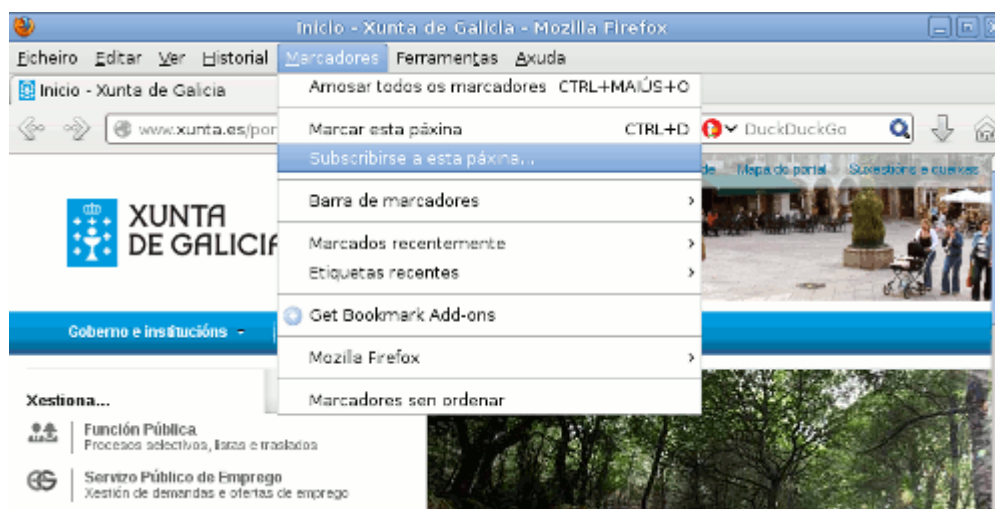 Inicio - Xunta de Galicia - Mozilla Firefox
Ficheiro Editar Ver Historial Marcadores Ferramentas Axuda
Inicio - Xunta de Galicia
Amosar todos os marcadores CTRL+MAIÚS+O
www.xunta.es/por
Marcar esta páxina CTRL+D
DuckDuckGo
Subscribirse a esta páxina...
de Mapa do portal Suxestións e queixas
XUNTA
DE GALICIA
Barra de marcadores
Marcados recentemente
Etiquetas recentes
Get Bookmark Add-ons
Goberno e institucións
Mozilla Firefox
Marcadores sen ordenar
Xestiona...
Función Pública
Procesos selectivos, listas e traslados
Servizo Público de Emprego
Xestión de demandas e ofertas de emprego